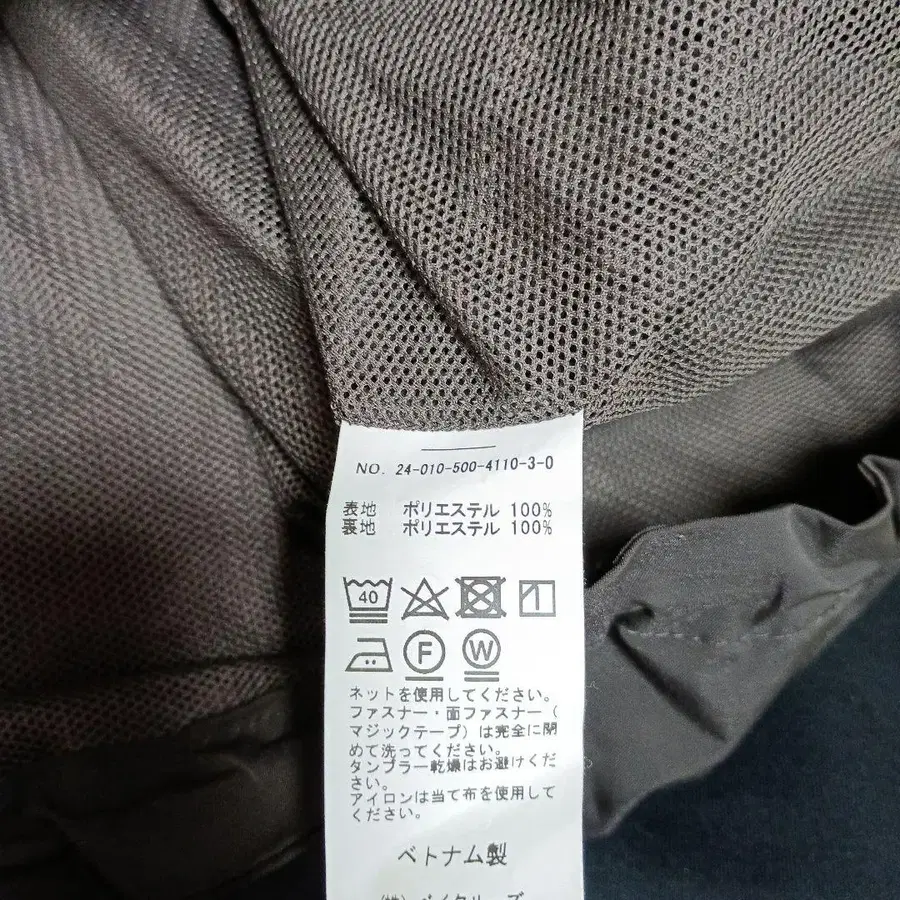 NO. 24-010-500-4110-3-0
表地 ポリエステル 100%
裏地 ポリエステル 100%
40
F W
ネットを使用してください。
ファスナー・面ファスナー(
マジックテープ)は完全に閉
めて洗ってください。
タンブラー乾燥はお避けくだ
さい。
アイロンは当て布を使用して
ください。
ベトナム製